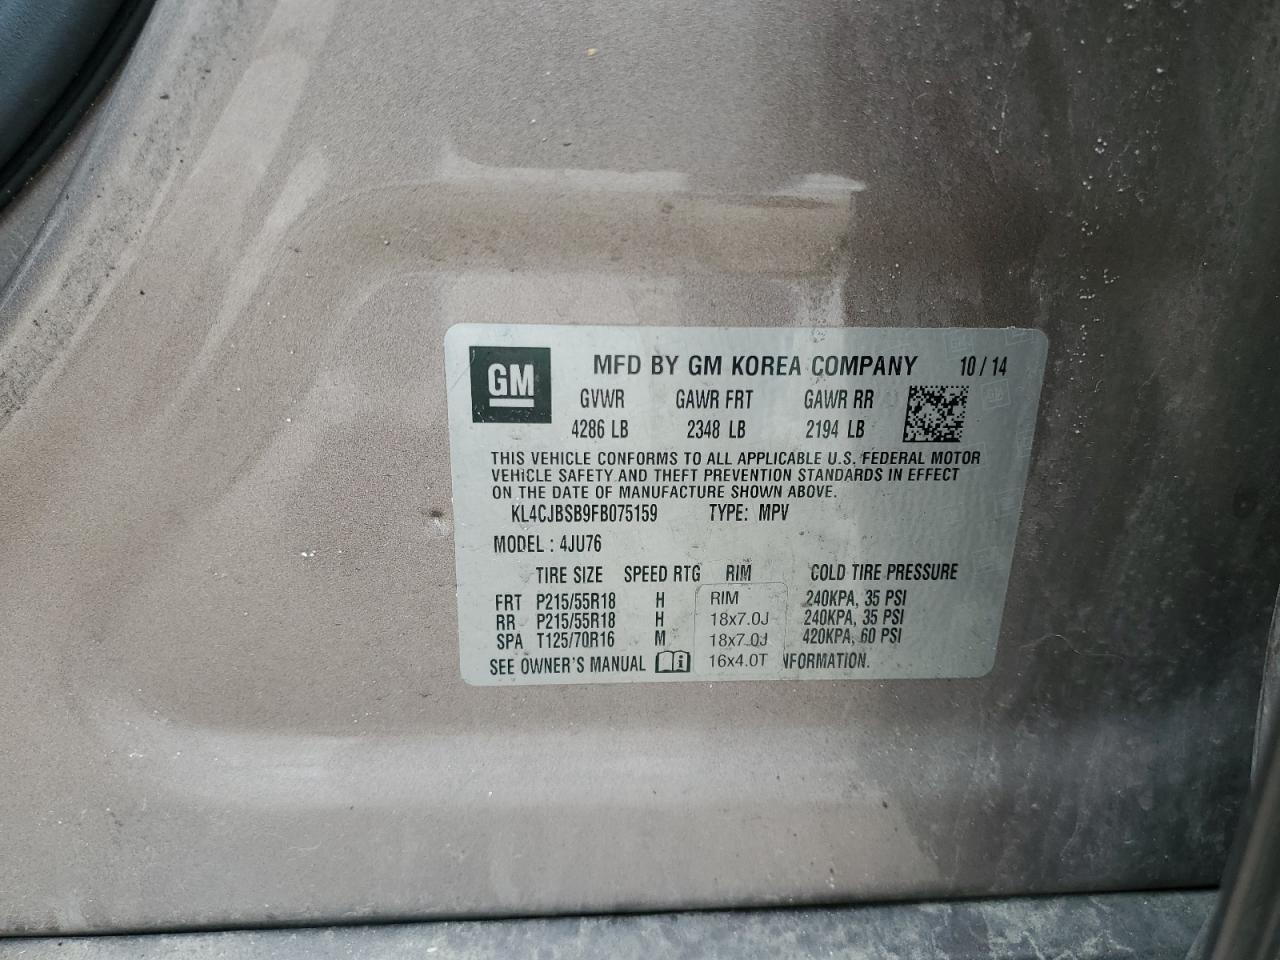 GM MFD BY GM KOREA COMPANY 10/14
GVWR GAWR FRT GAWR RR
4286 LB 2348 LB 2194 LB
THIS VEHICLE CONFORMS TO ALL APPLICABLE U.S. FEDERAL MOTOR
VEHICLE SAFETY AND THEFT PREVENTION STANDARDS IN EFFECT
ON THE DATE OF MANUFACTURE SHOWN ABOVE.
KL4CJBSB9FB075159 TYPE: MPV
MODEL : 4JU76
TIRE SIZE SPEED RTG RIM COLD TIRE PRESSURE
FRT P215/55R18 H RIM 240KPA, 35 PSI
RR P215/55R18 H 18x7.0J 240KPA, 35 PSI
SPA T125/70R16 M 18x7.0J 420KPA, 60 PSI
SEE OWNER'S MANUAL 16x4.0T NFORMATION.